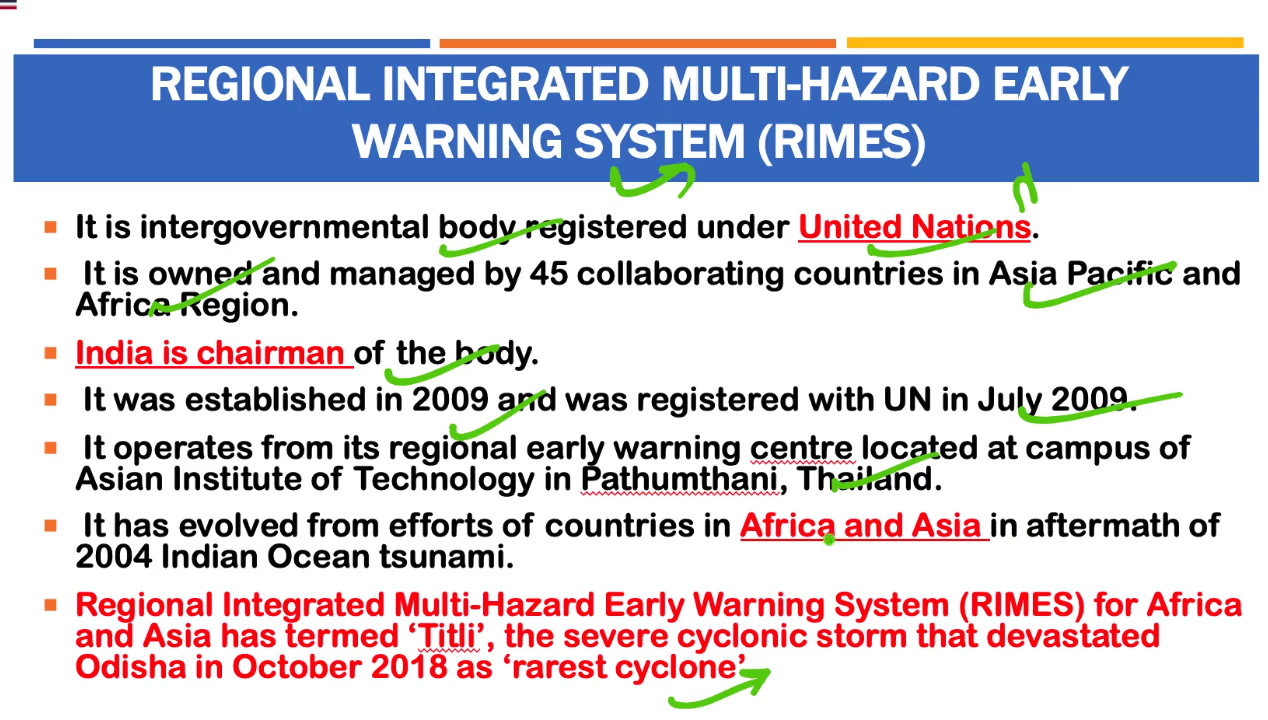 REGIONAL INTEGRATED MULTI-HAZARD EARLY
WARNING SYSTEM (RIMES)
It is intergovernmental body registered under United Nations.
It is owned and managed by 45 collaborating countries in Asia Pacific and
Africa Region.
India is chairman of the body.
It was established in 2009 and was registered with UN in July 2009.
It operates from its regional early warning centre located at campus of
Asian Institute of Technology in Pathumthani, Thailand.
It has evolved from efforts of countries in Africa and Asia in aftermath of
2004 Indian Ocean tsunami.
Regional Integrated Multi-Hazard Early Warning System (RIMES) for Africa
and Asia has termed ‘Titli’, the severe cyclonic storm that devastated
Odisha in October 2018 as ‘rarest cyclone’